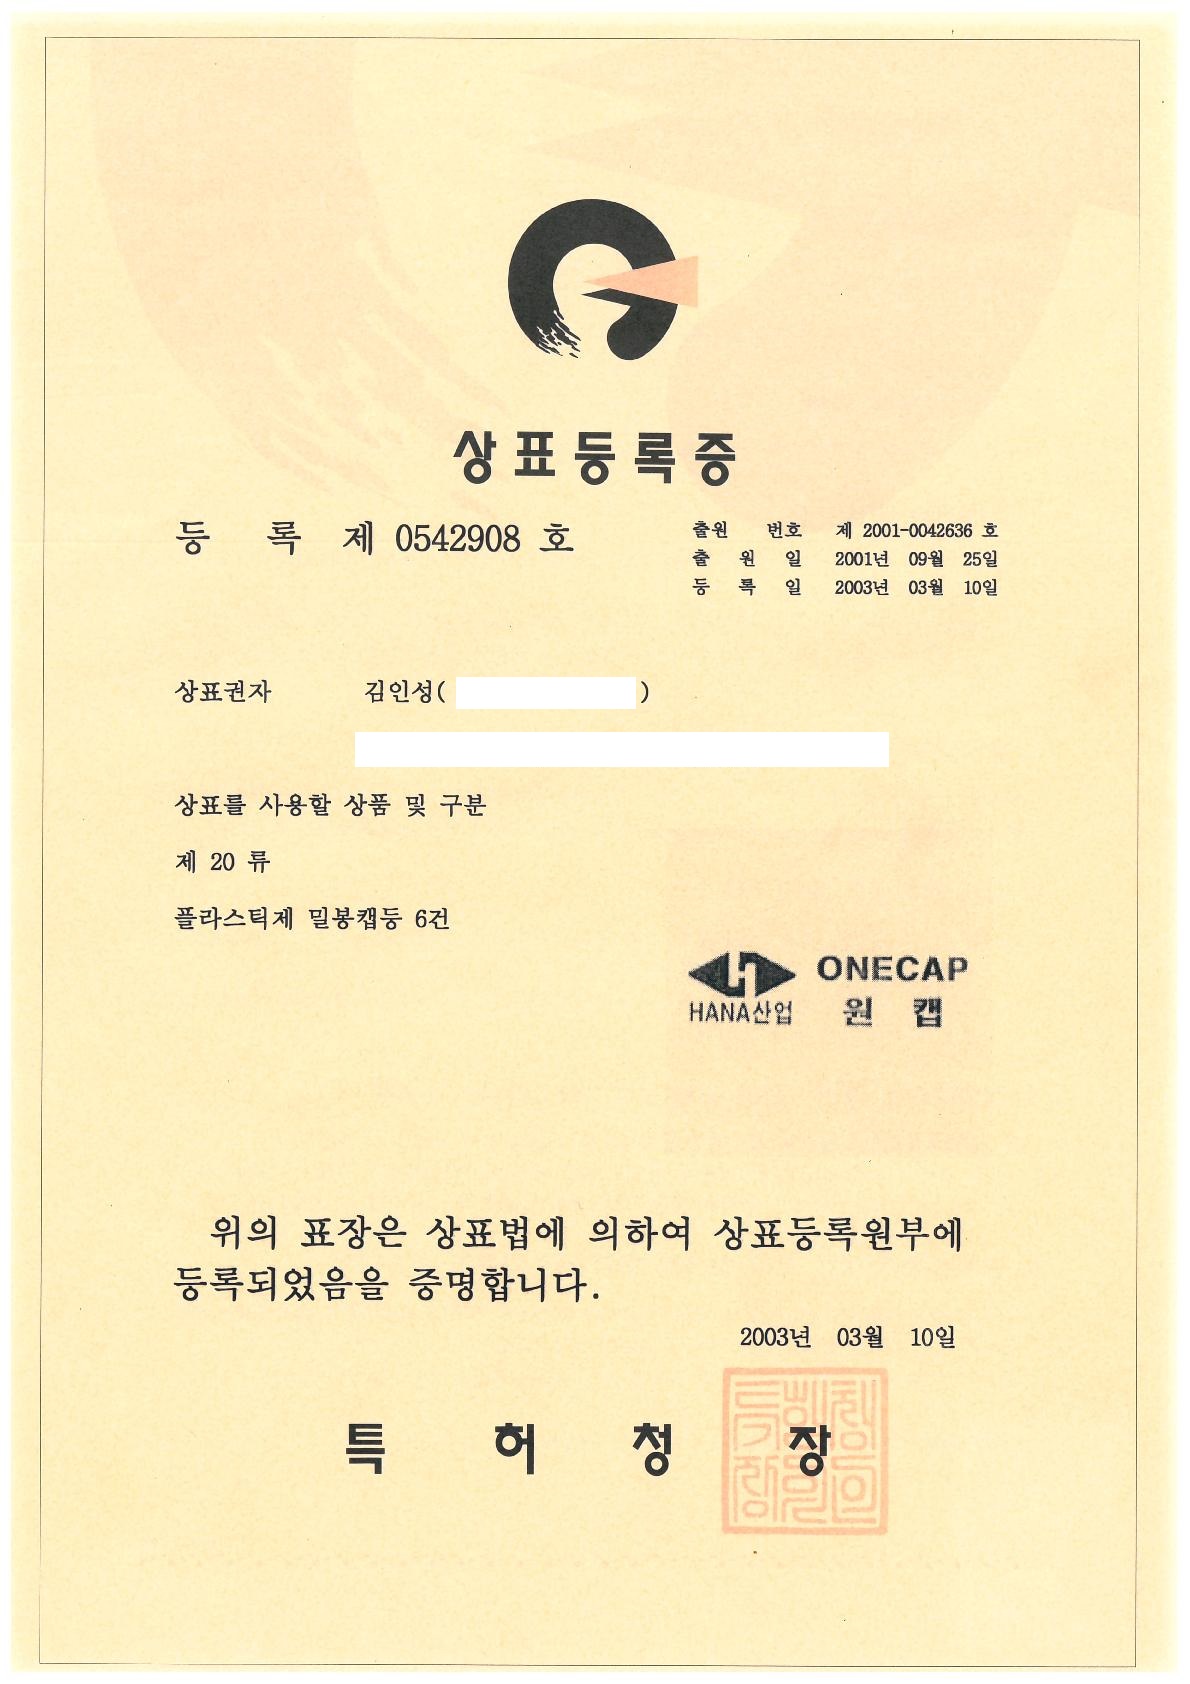 상표등록증
등 록 제 0542908 호
출원 번호 제 2001-0042636 호
출 원 일 2001년 09월 25일
등 록 일 2003년 03월 10일
상표권자 김인성( )
상표를 사용할 상품 및 구분
제 20 류
플라스틱제 밀봉캡등 6건
ONECAP
HANA산업 원 캡
위의 표장은 상표법에 의하여 상표등록원부에
등록되었음을 증명합니다.
2003년 03월 10일
특 허 청 장